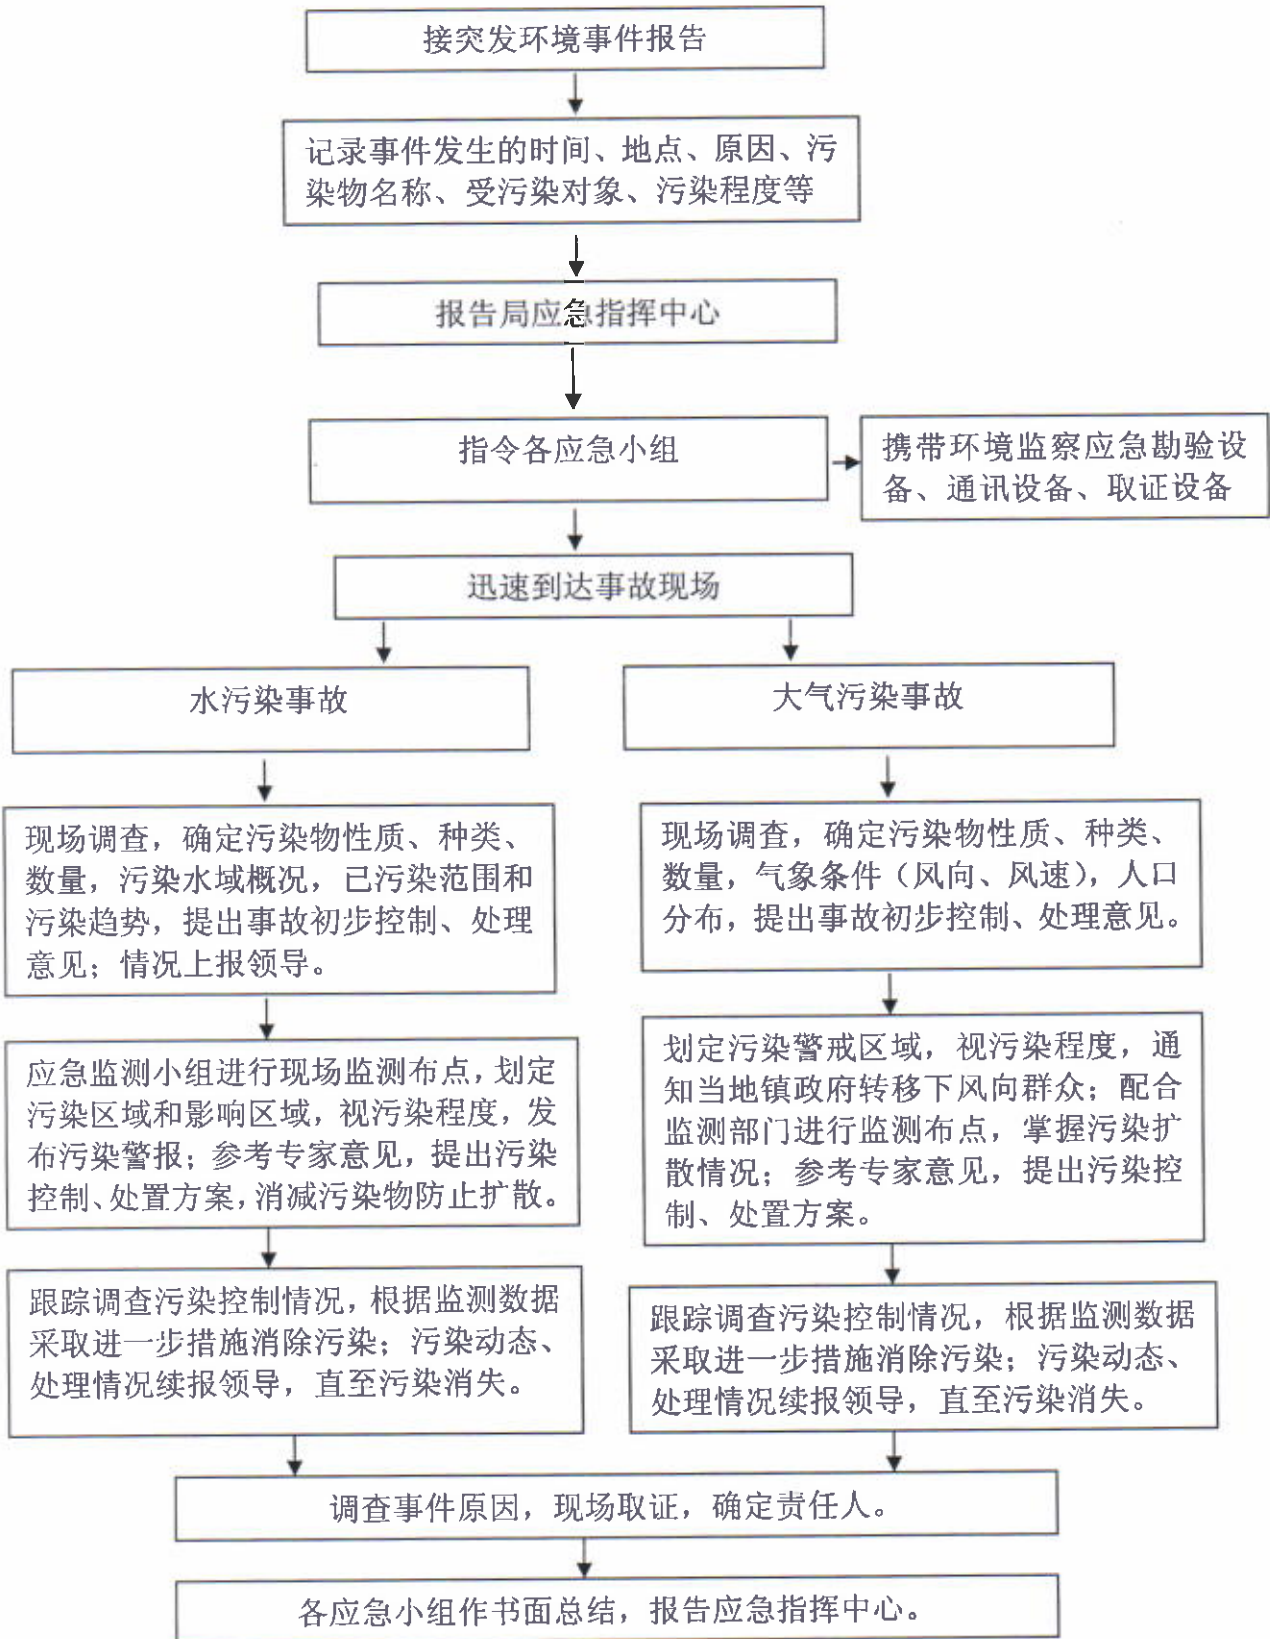 接突发环境事件报告
记录事件发生的时间、地点、原因、污
染物名称、受污染对象、污染程度等
报告局应急指挥中心
指令各应急小组
携带环境监察应急勘验设
备、通讯设备、取证设备
迅速到达事故现场
水污染事故
大气污染事故
现场调查，确定污染物性质、种类、
数量，污染水域概况，已污染范围和
污染趋势，提出事故初步控制、处理
意见；情况上报领导。
现场调查，确定污染物性质、种类、
数量，气象条件（风向、风速），人口
分布，提出事故初步控制、处理意见。
应急监测小组进行现场监测布点，划定
污染区域和影响区域，视污染程度，发
布污染警报；参考专家意见，提出污染
控制、处置方案，消减污染物防止扩散。
划定污染警戒区域，视污染程度，通
知当地镇政府转移下风向群众；配合
监测部门进行监测布点，掌握污染扩
散情况；参考专家意见，提出污染控
制、处置方案。
跟踪调查污染控制情况，根据监测数据
采取进一步措施消除污染；污染动态、
处理情况续报领导，直至污染消失。
跟踪调查污染控制情况，根据监测数据
采取进一步措施消除污染；污染动态、
处理情况续报领导，直至污染消失。
调查事件原因，现场取证，确定责任人。
各应急小组作书面总结，报告应急指挥中心。